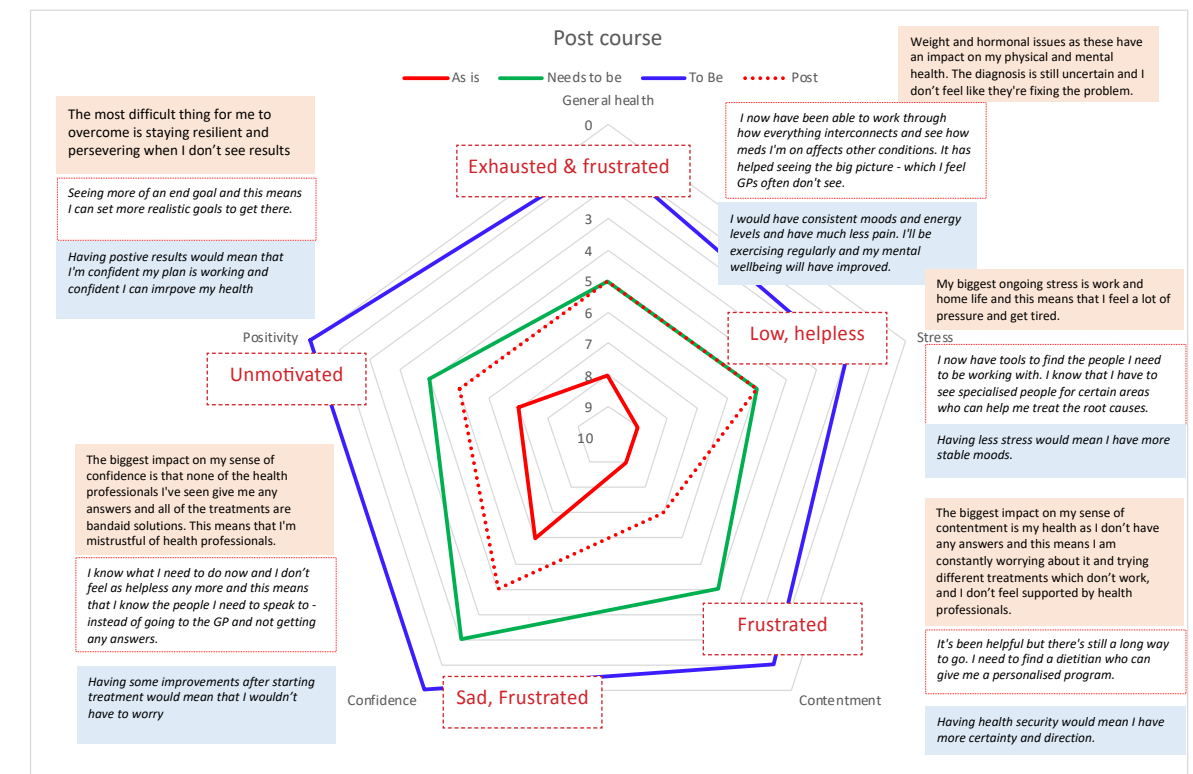 Post course
As is
Needs to be
To Be
Post
General health
Weight and hormonal issues as these have
an impact on my physical and mental
health. The diagnosis is still uncertain and I
don't feel like they're fixing the problem.
I now have been able to work through
how everything interconnects and see how
meds I'm on affects other conditions. It has
helped seeing the big picture - which I feel
GPs often don't see.
I would have consistent moods and energy
levels and have much less pain. I'll be
exercising regularly and my mental
wellbeing will have improved.
The most difficult thing for me to
overcome is staying resilient and
persevering when I don't see results
Seeing more of an end goal and this means
I can set more realistic goals to get there.
Having postive results would mean that
I'm confident my plan is working and
confident I can imrpove my health
0
Exhausted & frustrated
3
4
5
6
7
8
9
10
My biggest ongoing stress is work and
home life and this means that I feel a lot of
pressure and get tired.
Low, helpless
Stress
I now have tools to find the people I need
to be working with. I know that I have to
see specialised people for certain areas
who can help me treat the root causes.
Having less stress would mean I have more
stable moods.
Positivity
Unmotivated
The biggest impact on my sense of
confidence is that none of the health
professionals I've seen give me any
answers and all of the treatments are
bandaid solutions. This means that I'm
mistrustful of health professionals.
I know what I need to do now and I don't
feel as helpless any more and this means
that I know the people I need to speak to -
instead of going to the GP and not getting
any answers.
Having some improvements after starting
treatment would mean that I wouldn't
have to worry
The biggest impact on my sense of
contentment is my health as I don't have
any answers and this means I am
constantly worrying about it and trying
different treatments which don't work,
and I don't feel supported by health
professionals.
Frustrated
It's been helpful but there's still a long way
to go. I need to find a dietitian who can
give me a personalised program.
Having health security would mean I have
more certainty and direction.
Confidence
Sad, Frustrated
Contentment